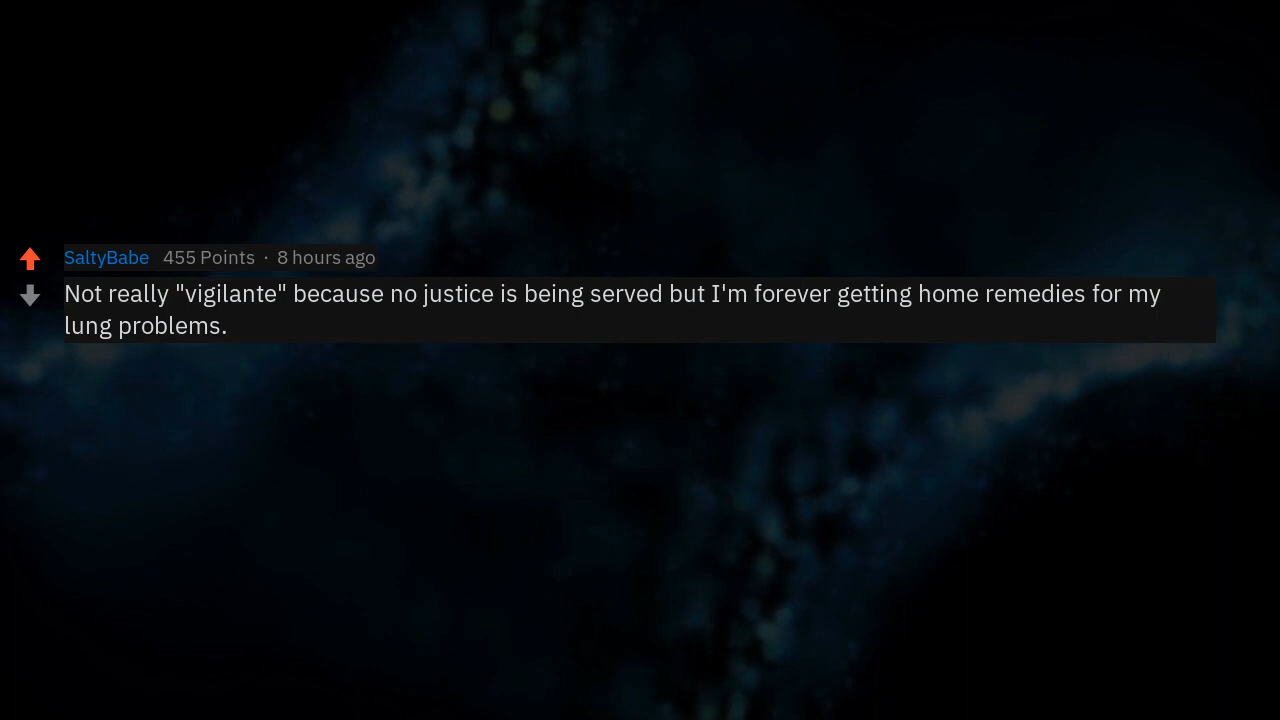 SaltyBabe 455 Points · 8 hours ago
Not really "vigilante" because no justice is being served but I'm forever getting home remedies for my
lung problems.